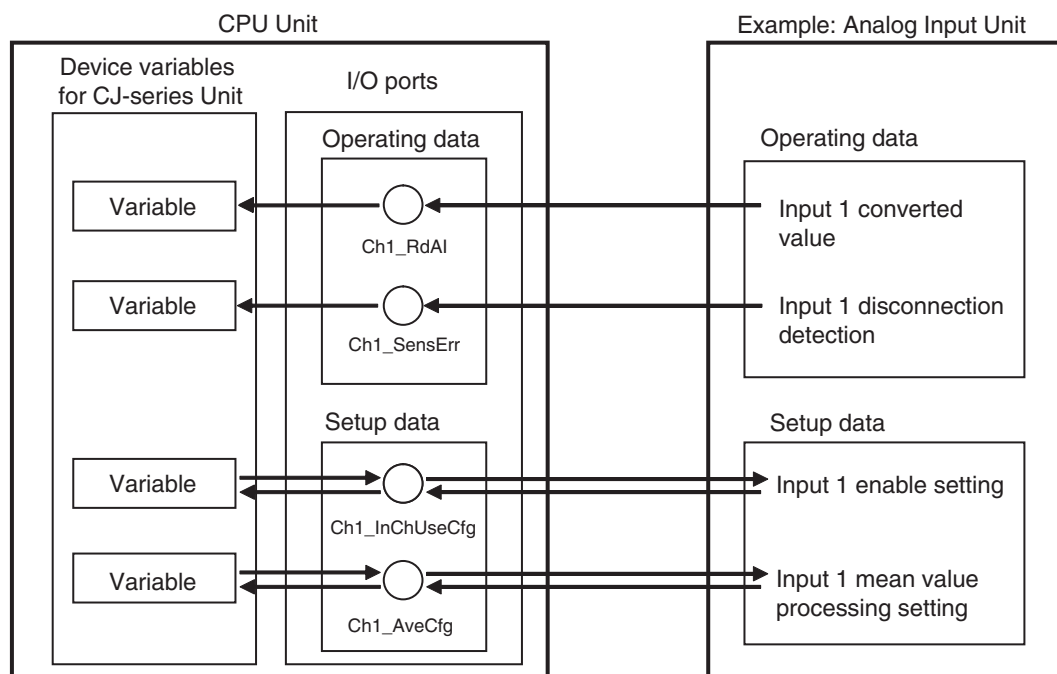 CPU Unit
Example: Analog Input Unit
Device variables
for CJ-series Unit
I/O ports
Operating data
Operating data
Variable
Ch1_RdAI
Input 1 converted
value
Variable
Ch1_SensErr
Input 1 disconnection
detection
Setup data
Setup data
Variable
Ch1_InChUseCfg
Input 1 enable setting
Variable
Ch1_AveCfg
Input 1 mean value
processing setting